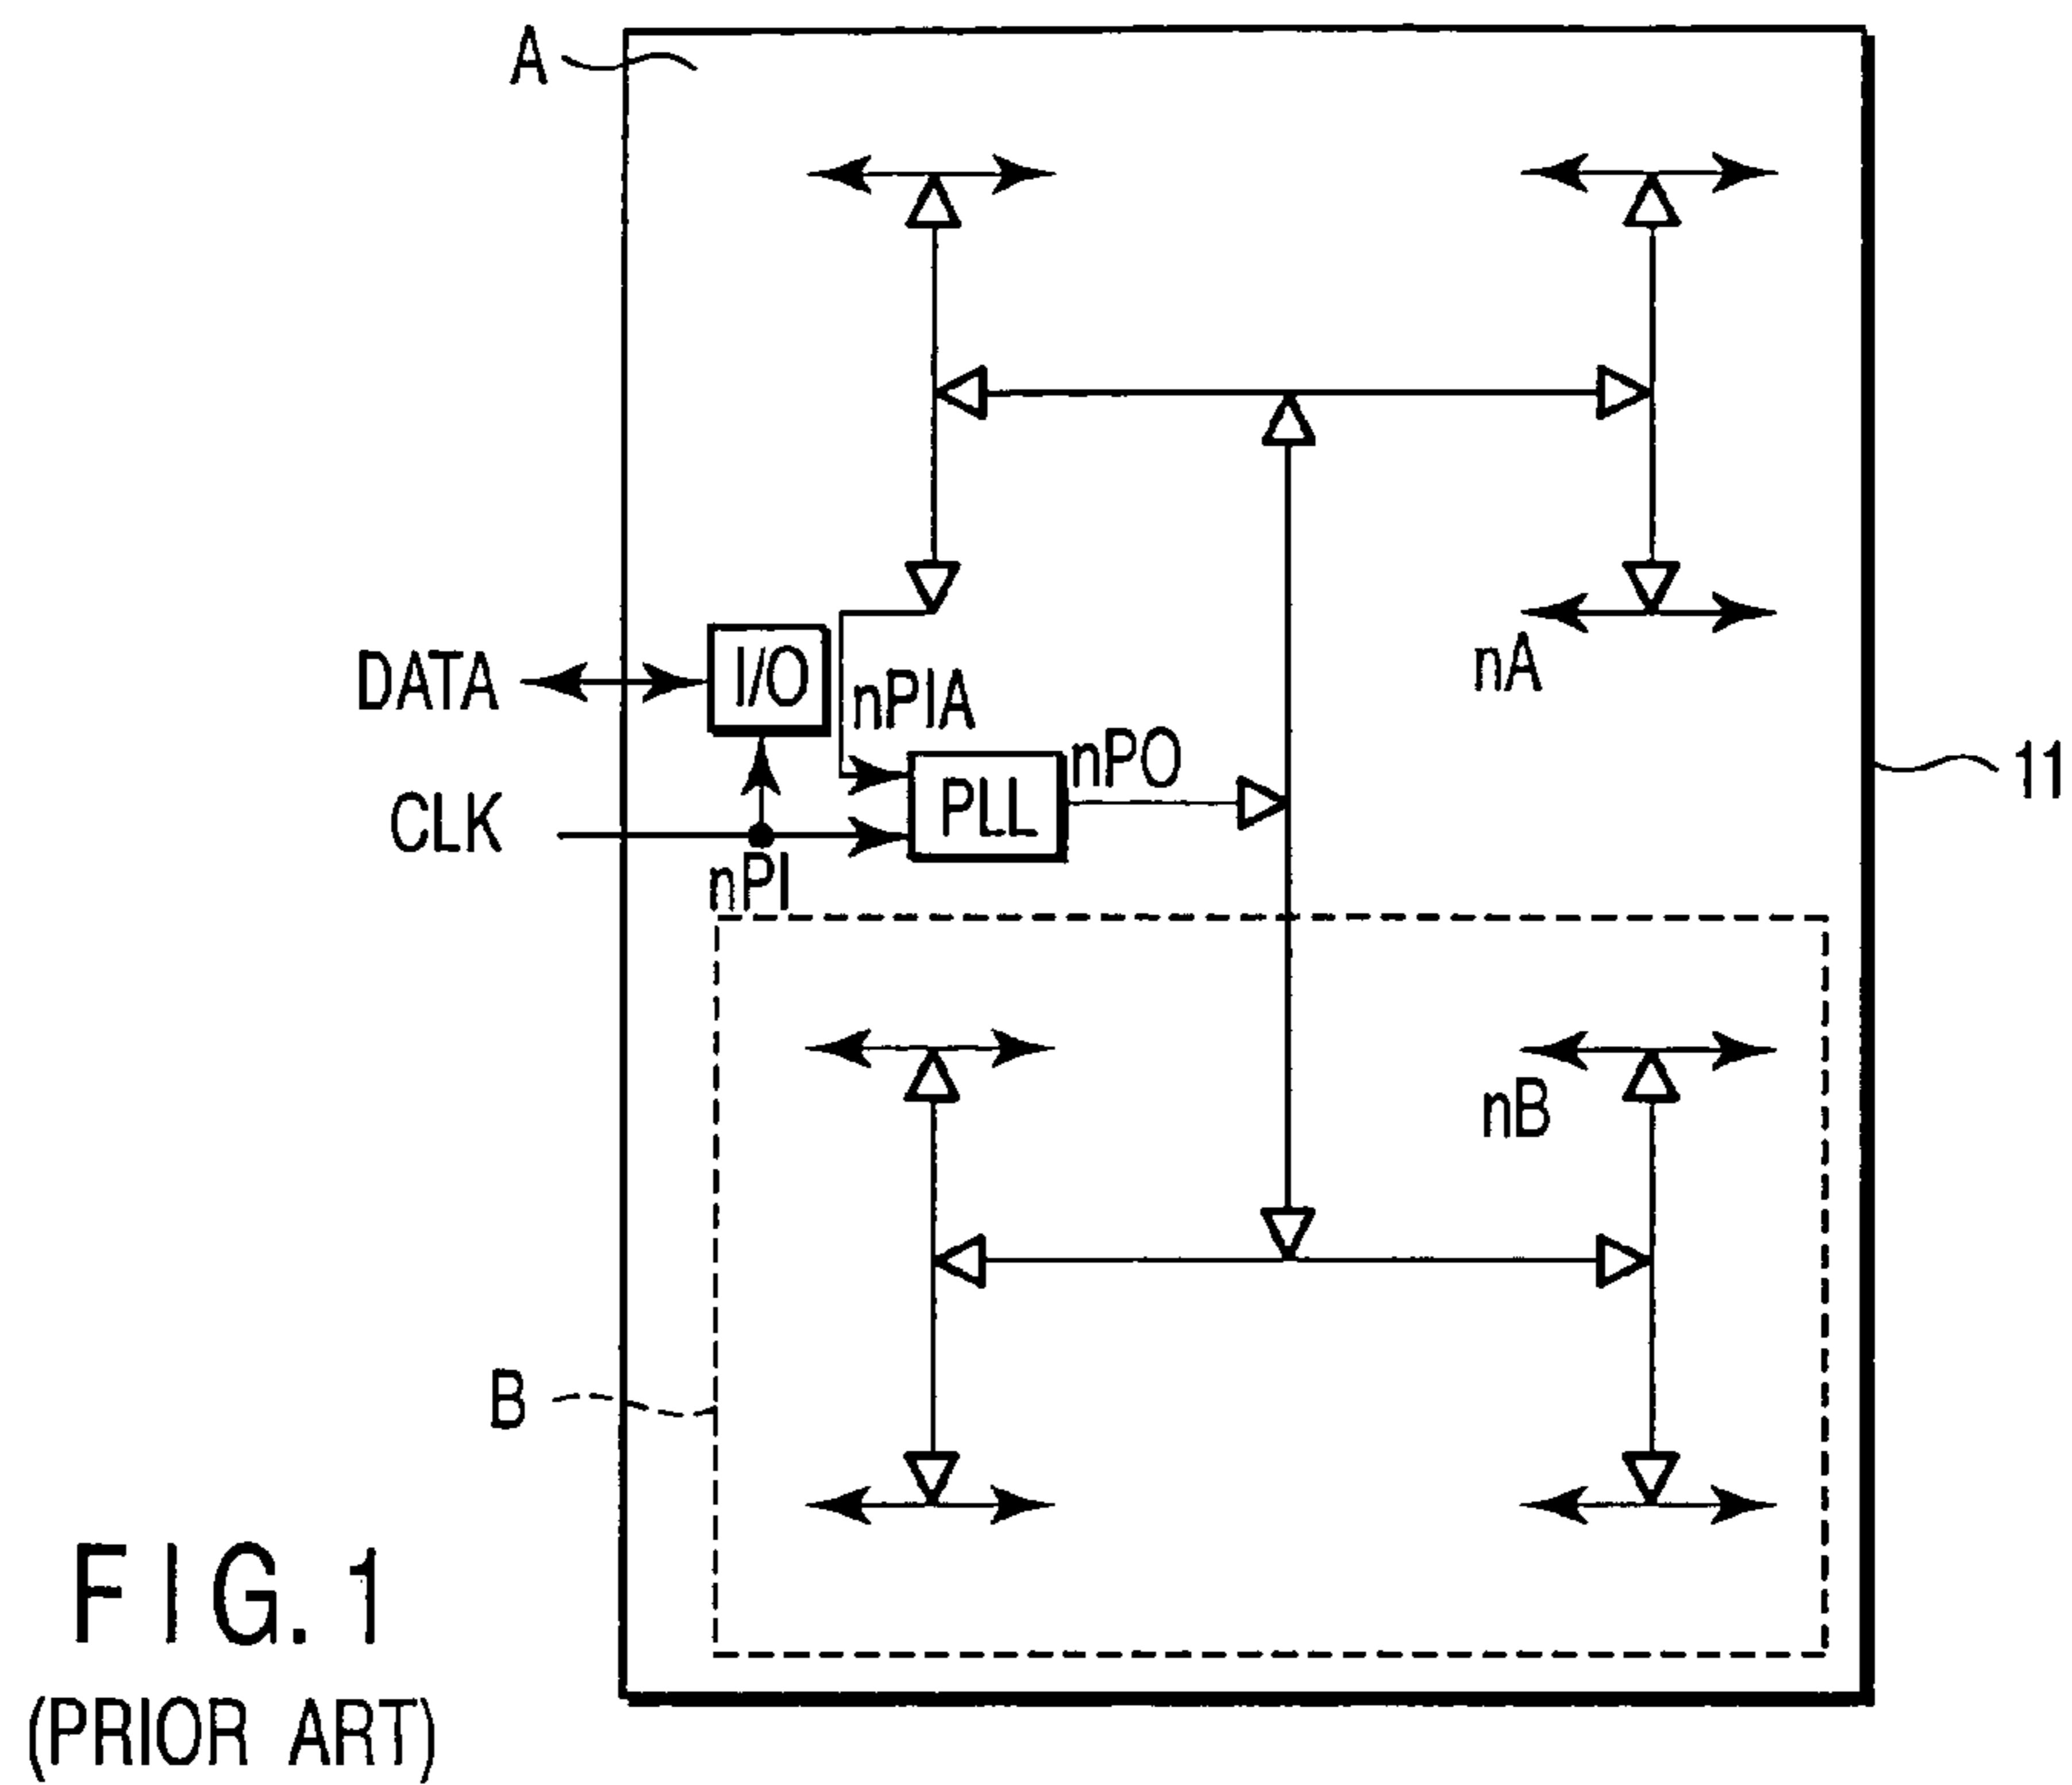 A
DATA
I/O
nPIA
nA
nPO
11
CLK
PLL
nPI
nB
B
FIG. 1
(PRIOR ART)